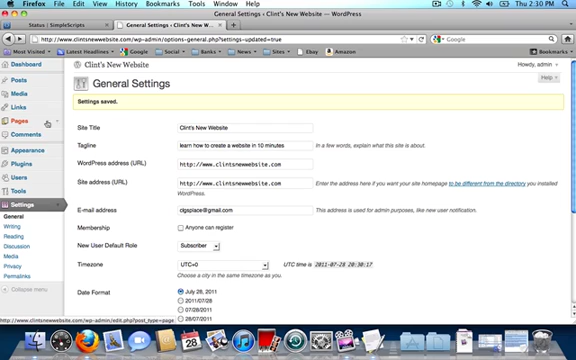 Firefox File Edit View History Bookmarks Tools Window Help Thu 2:30 PM
General Settings ‹ Clint's New Website — WordPress
Status | SimpleScripts
General Settings ‹ Clint's New W...
http://www.clintsnewwebsite.com/wp-admin/options-general.php?settings-updated=true
Google
Most Visited Latest Headlines Google Social News Banks Sites Ebay Amazon Bookmarks
Dashboard
Posts
Media
Links
Pages
Comments
Appearance
Plugins
Users
Tools
Settings
General
Writing
Reading
Discussion
Media
Privacy
Permalinks
Collapse menu
Clint's New Website
Howdy, admin
Help
General Settings
Settings saved.
Site Title Clint's New Website
Tagline learn how to create a website in 10 minutes In a few words, explain what this site is about.
WordPress address (URL) http://www.clintsnewwebsite.com
Site address (URL) http://www.clintsnewwebsite.com Enter the address here if you want your site homepage to be different from the directory you installed
WordPress.
E-mail address This address is used for admin purposes, like new user notification.
Membership Anyone can register
New User Default Role Subscriber
Timezone UTC+0 UTC time is 2011-07-28 20:30:17
Choose a city in the same timezone as you.
Date Format July 28, 2011
2011/07/28
07/28/2011
28/07/2011
http://www.clintsnewwebsite.com/wp-admin/edit.php?post_type=page